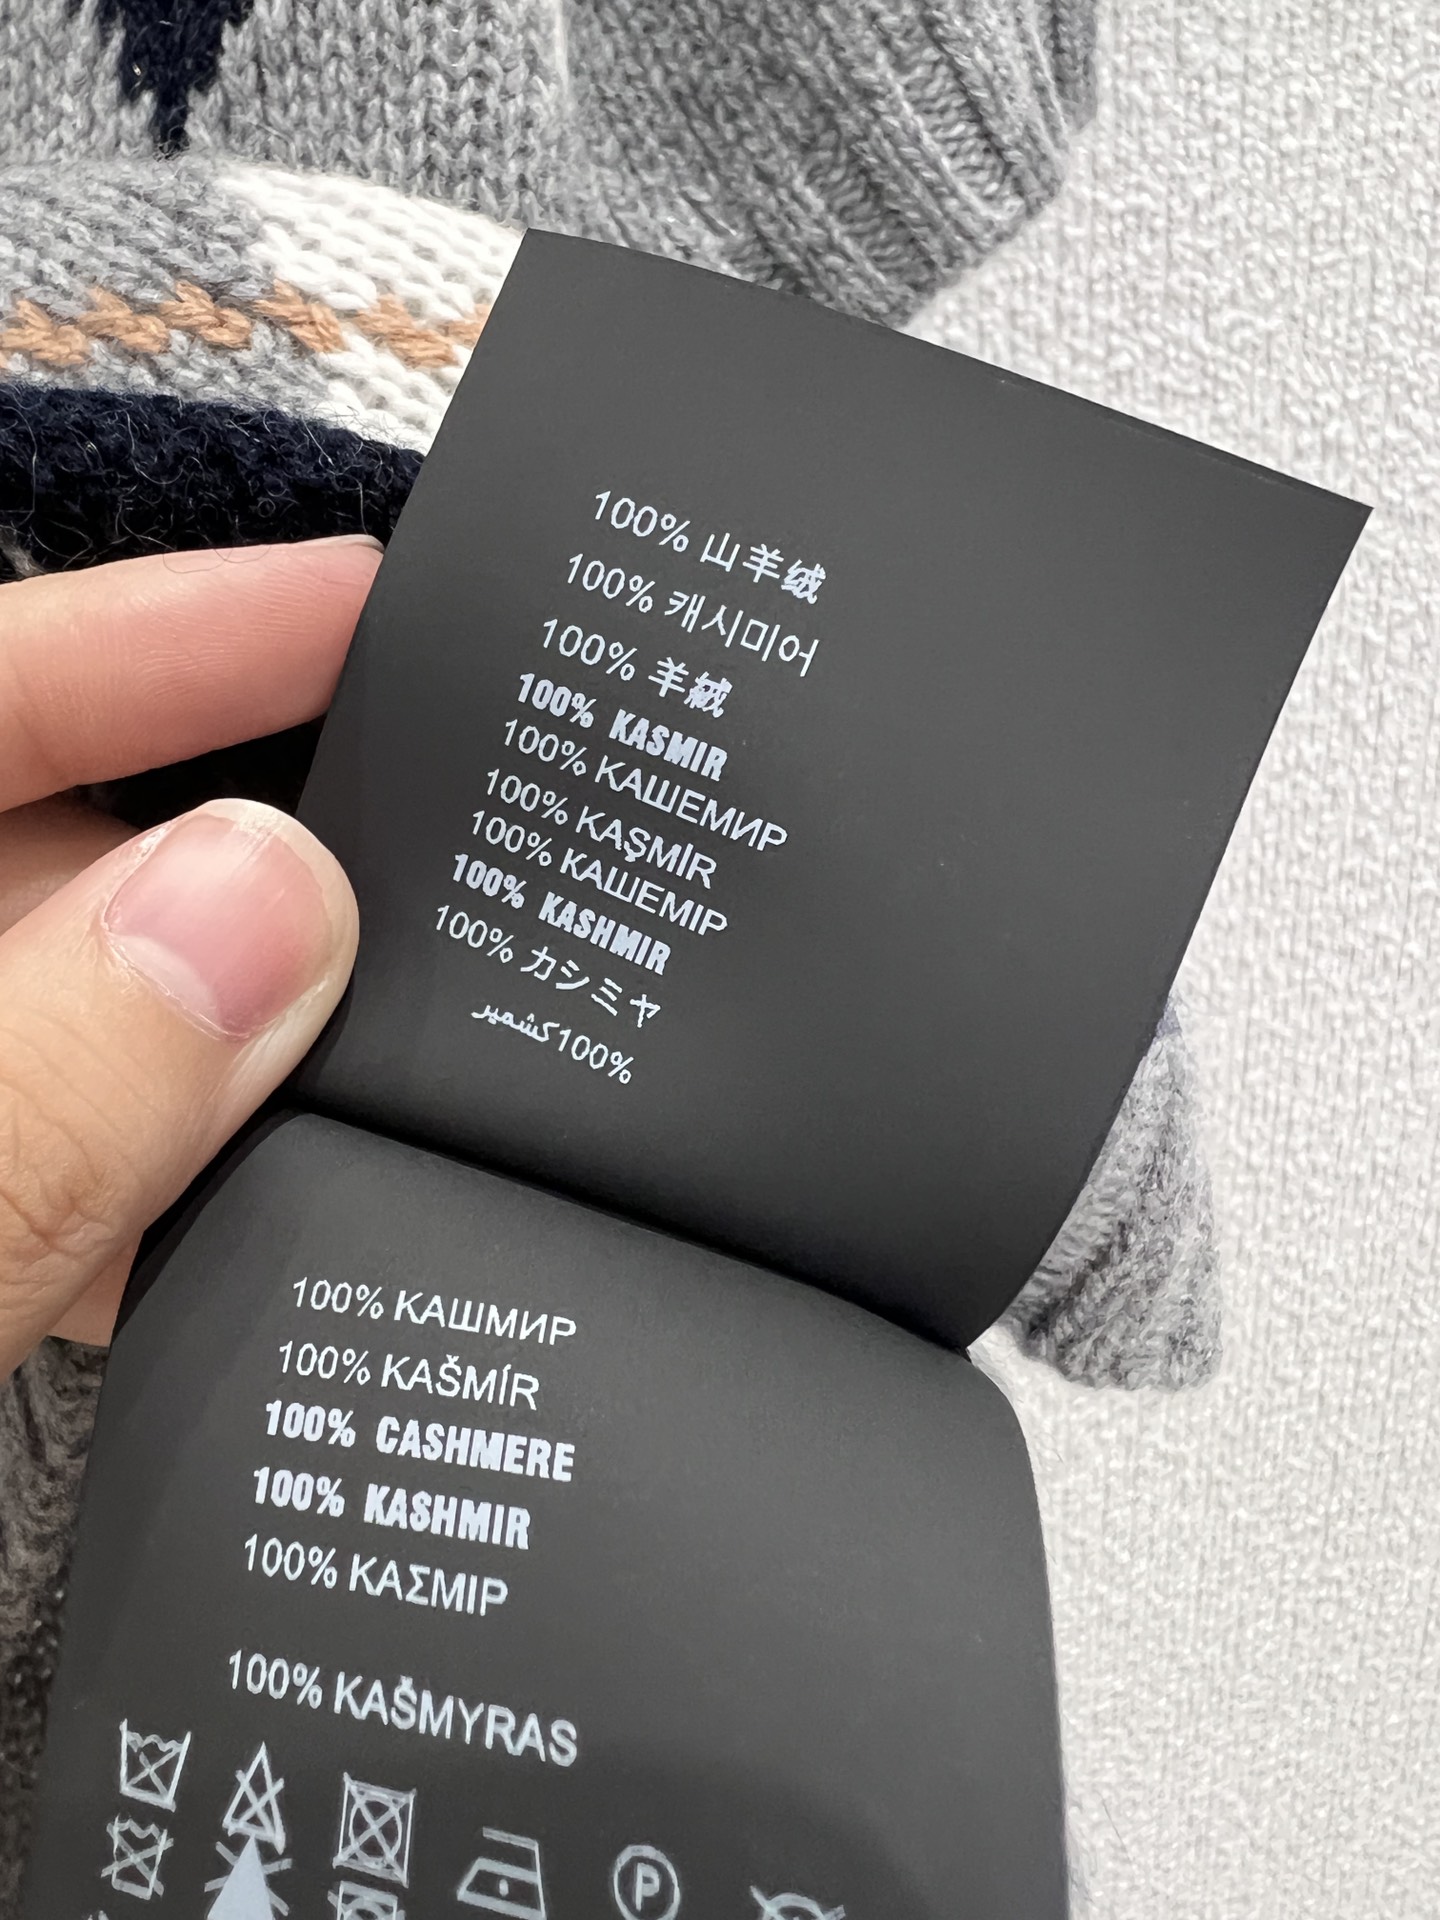 100% 山羊绒
100% 캐시미어
100% 羊絨
100% KASMIR
100% КАШЕМИР
100% KAŞMİR
100% КАШЕМІР
100% KASHMIR
100% カシミヤ
100% كشمير
100% КАШМИР
100% KAŠMÍR
100% CASHMERE
100% KASHMIR
100% ΚΑΣΜΙΡ
100% KAŠMYRAS
P